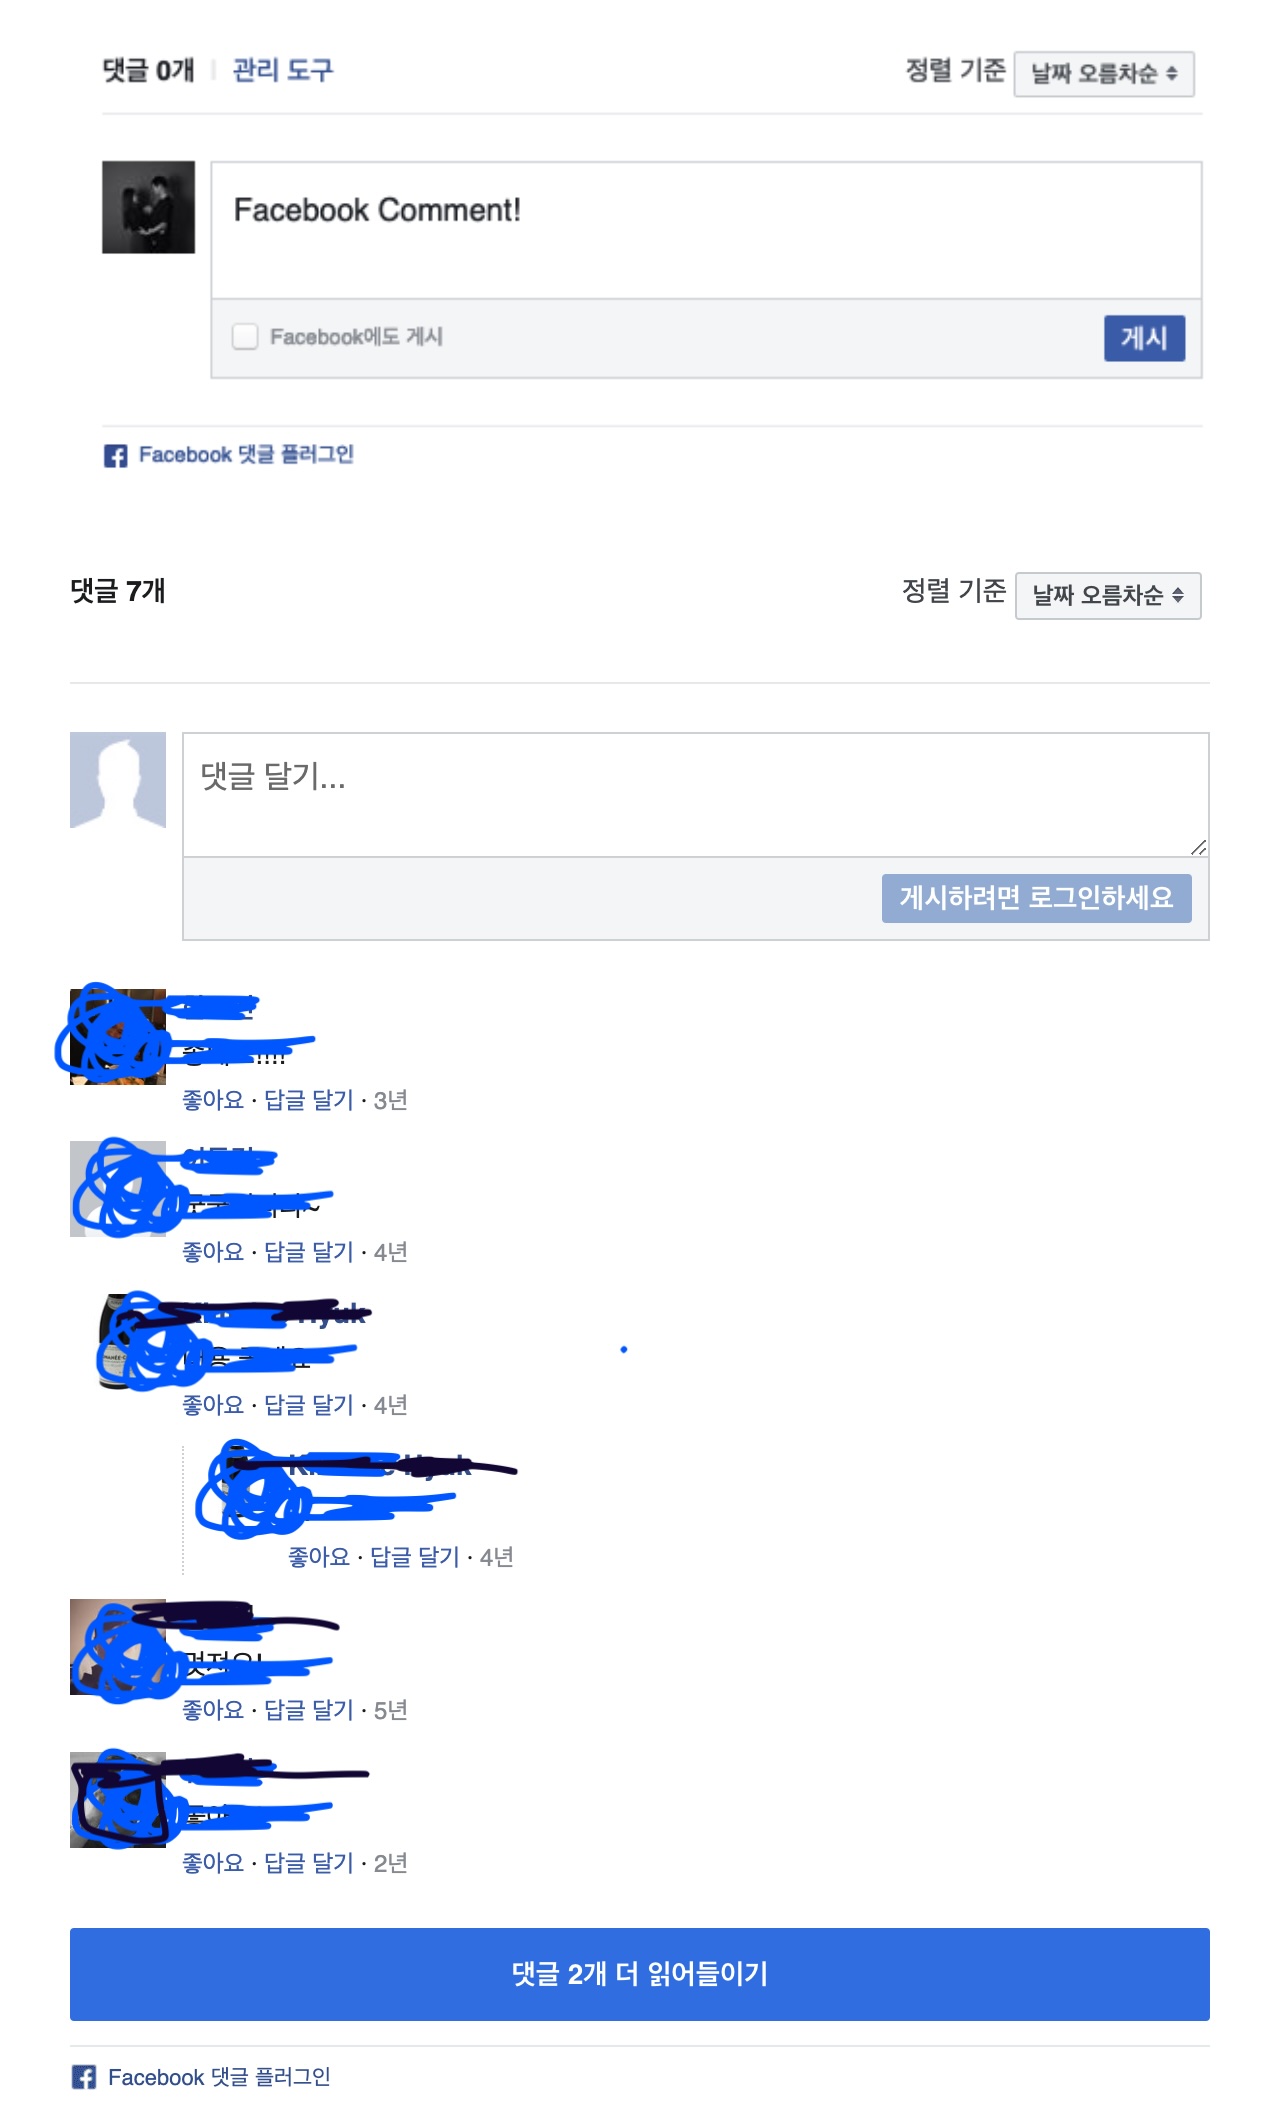 댓글 0개 관리 도구 정렬 기준 날짜 오름차순
Facebook Comment!
Facebook에도 게시 게시
Facebook 댓글 플러그인
댓글 7개 정렬 기준 날짜 오름차순
댓글 달기...
게시하려면 로그인하세요
!!!!
좋아요 · 답글 달기 · 3년
좋아요 · 답글 달기 · 4년
좋아요 · 답글 달기 · 4년
좋아요 · 답글 달기 · 4년
좋아요 · 답글 달기 · 5년
좋아요 · 답글 달기 · 2년
댓글 2개 더 읽어들이기
Facebook 댓글 플러그인